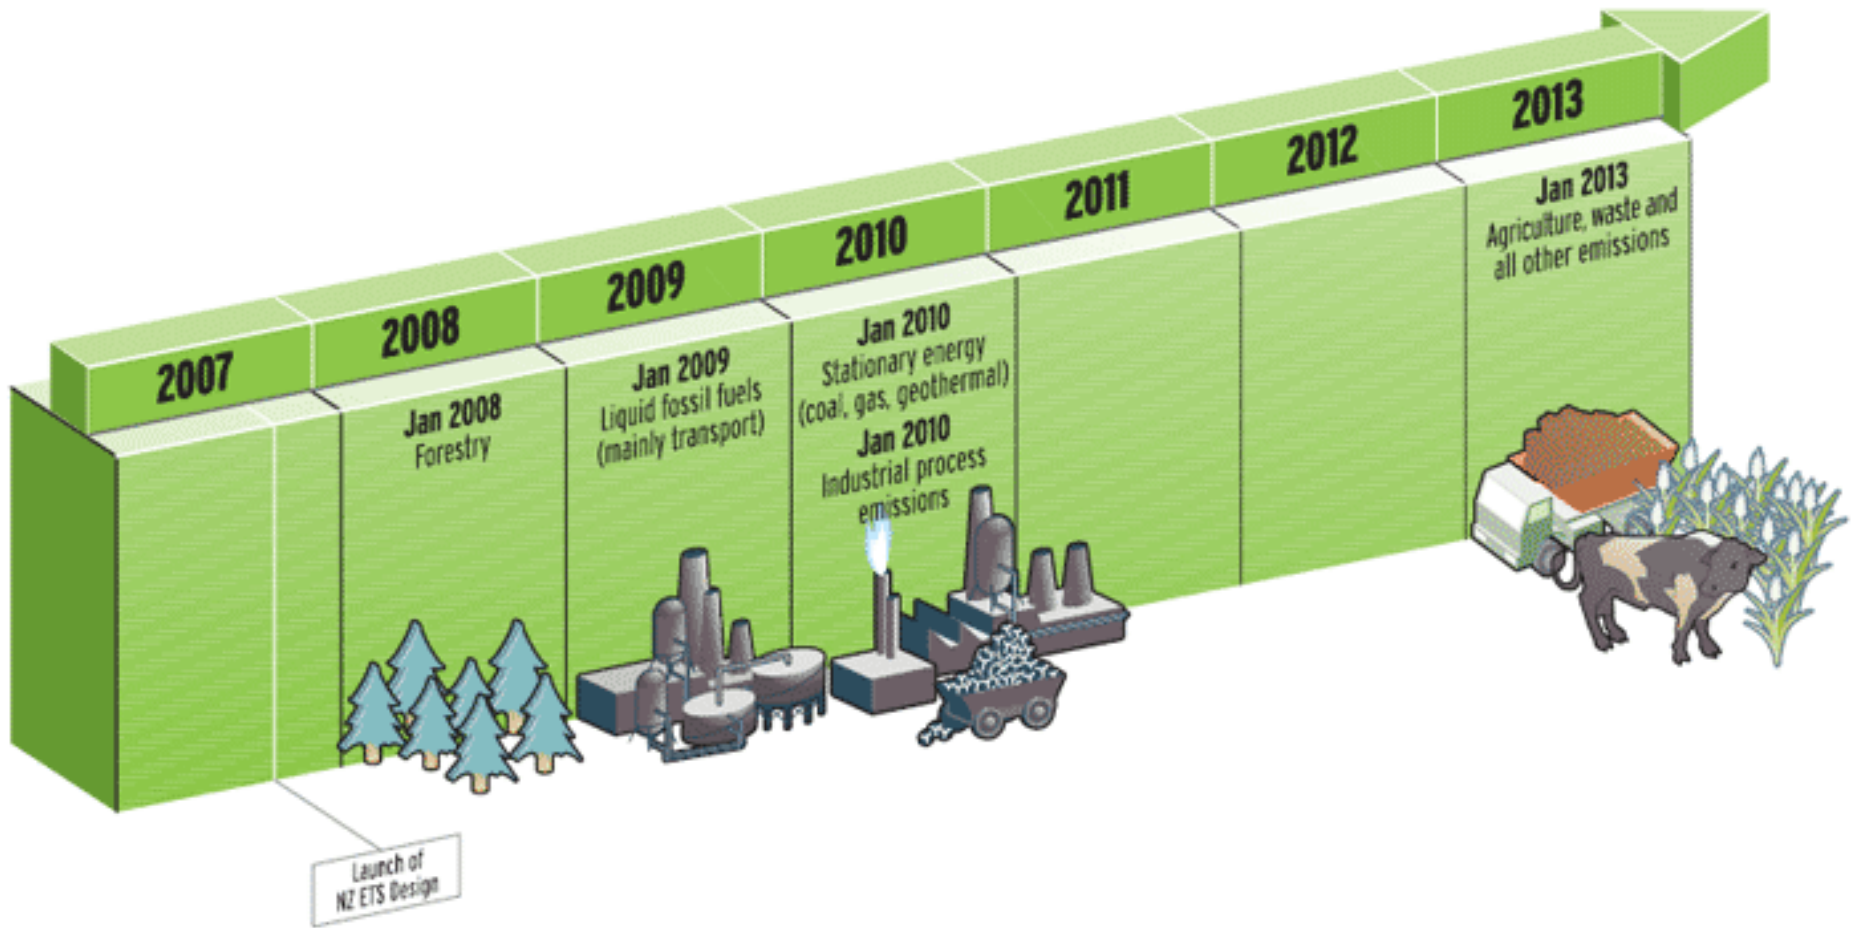 2007
2008
2009
2010
2011
2012
2013
Jan 2008
Forestry
Jan 2009
Liquid fossil fuels
(mainly transport)
Jan 2010
Stationary energy
(coal, gas, geothermal)
Jan 2010
Industrial process
emissions
Jan 2013
Agriculture, waste and
all other emissions
Launch of
NZ ETS Design